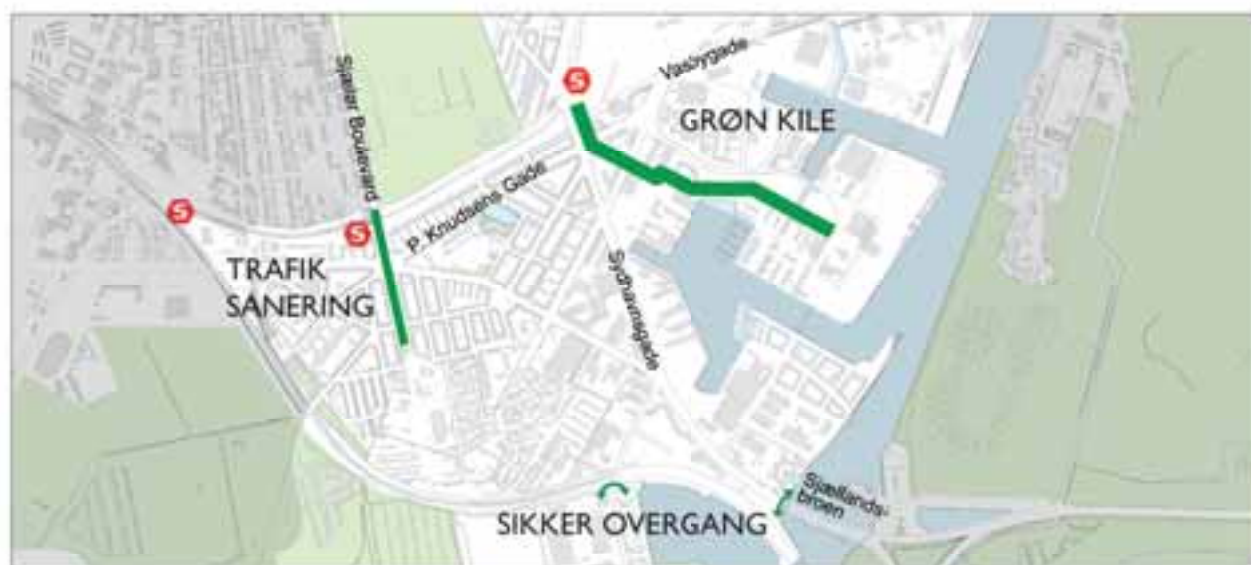 Sjælør Boulevard
S
Vasbygade
GRØN KILE
S
S
P. Knudsens Gade
TRAFIK
SANERING
Sydhavnsgade
SIKKER OVERGANG
Sjællands-
broen